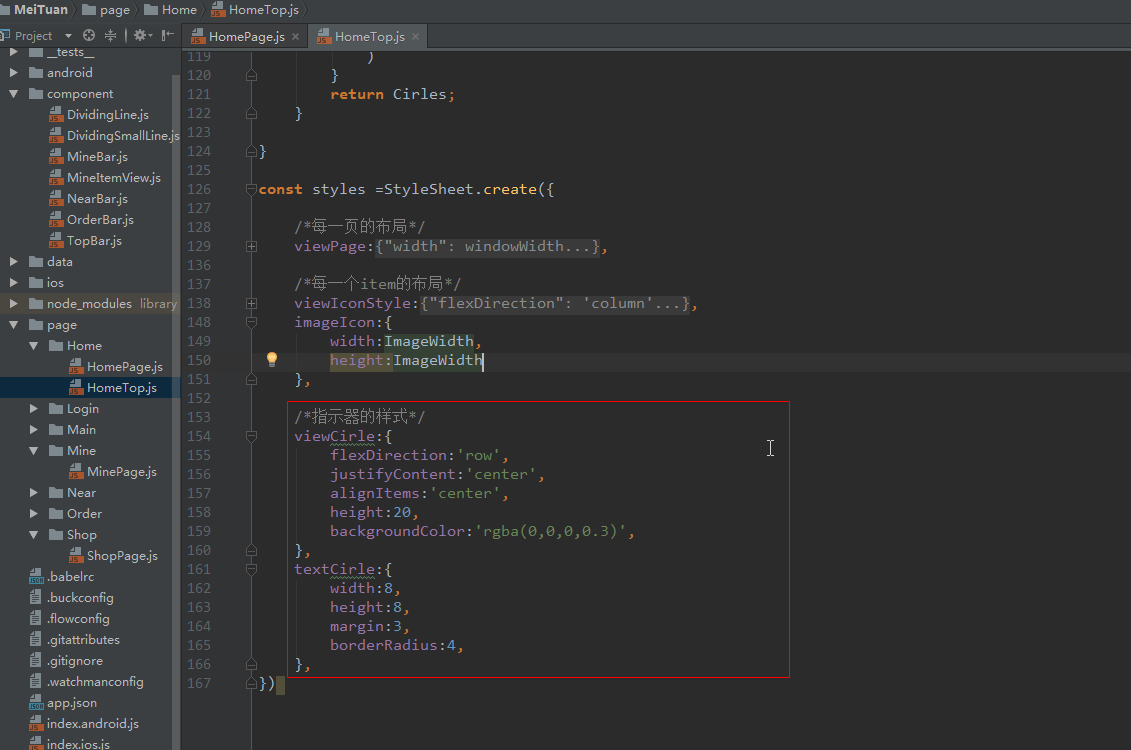 MeiTuan page Home HomeTop.js
Project
HomePage.js × HomeTop.js ×
__tests__
android
component
DividingLine.js
DividingSmallLine.js
MineBar.js
MineItemView.js
NearBar.js
OrderBar.js
TopBar.js
data
ios
node_modules library
page
Home
HomePage.js
HomeTop.js
Login
Main
Mine
MinePage.js
Near
Order
Shop
ShopPage.js
.babelrc
.buckconfig
.flowconfig
.gitattributes
.gitignore
.watchmanconfig
app.json
index.android.js
index.ios.js
119 )
120 }
121 return Cirles;
122 }
123
124 }
125
126 const styles =StyleSheet.create({
127
128 /*每一页的布局*/
129 viewPage:{"width": windowWidth...},
136
137 /*每一个item的布局*/
138 viewIconStyle:{"flexDirection": 'column'...},
148 imageIcon:{
149 width:ImageWidth,
150 height:ImageWidth
151 },
152
153 /*指示器的样式*/
154 viewCirle:{
155 flexDirection:'row',
156 justifyContent:'center',
157 alignItems:'center',
158 height:20,
159 backgroundColor:'rgba(0,0,0,0.3)',
160 },
161 textCirle:{
162 width:8,
163 height:8,
164 margin:3,
165 borderRadius:4,
166 },
167 })